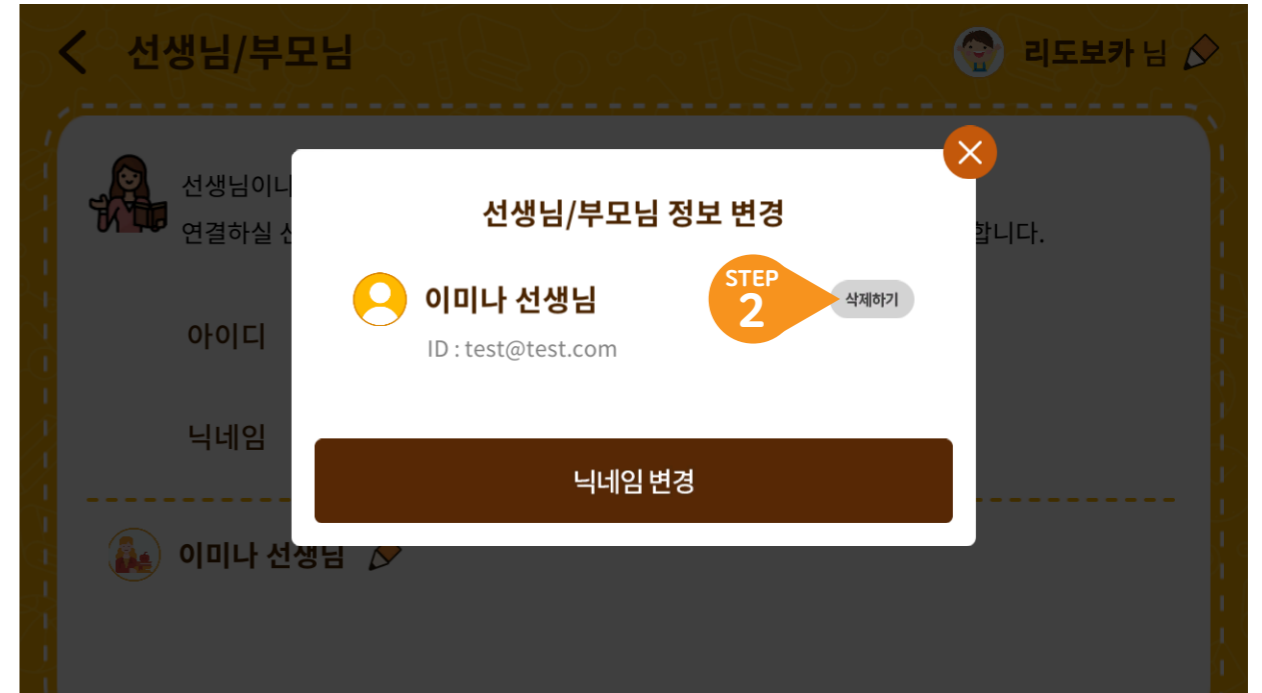 선생님/부모님
리도보카 님
선생님이나
연결하실
합니다.
선생님/부모님 정보 변경
이미나 선생님
STEP
2
삭제하기
ID : test@test.com
아이디
닉네임
닉네임 변경
이미나 선생님